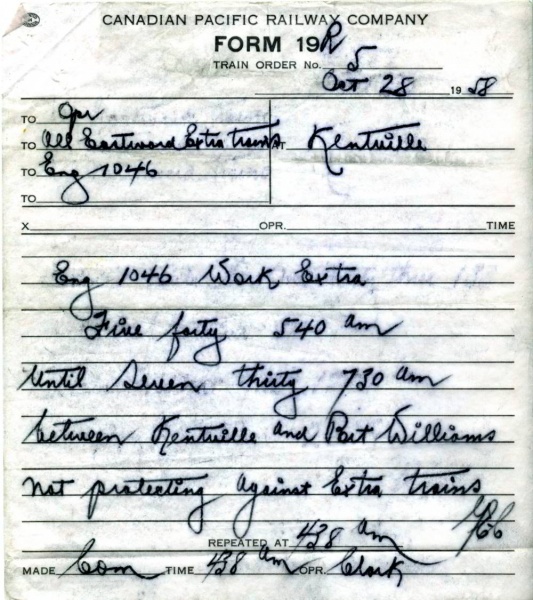 CANADIAN PACIFIC RAILWAY COMPANY
FORM 19R
TRAIN ORDER No. 5
Oct 28 1958
TO Opr
TO All Eastward Extra trains AT Kentville
TO Eng 1046
TO
X OPR. TIME
Eng 1046 Work Extra
Five forty 540 am
Until Seven thirty 730 am
between Kentville and Port Williams
not protecting against Extra trains
REPEATED AT 438 am
MADE Com TIME 438 am OPR. Clark